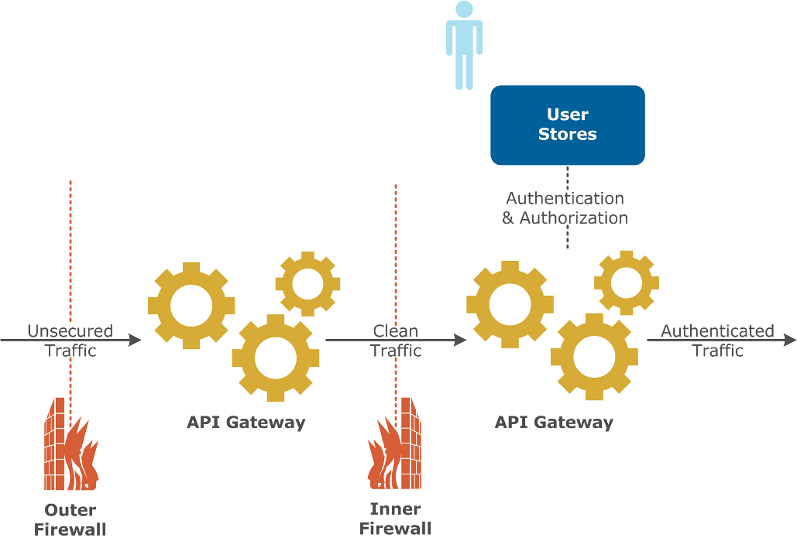 User
Stores
Authentication
& Authorization
Unsecured
Traffic
Clean
Traffic
Authenticated
Traffic
API Gateway
API Gateway
Outer
Firewall
Inner
Firewall